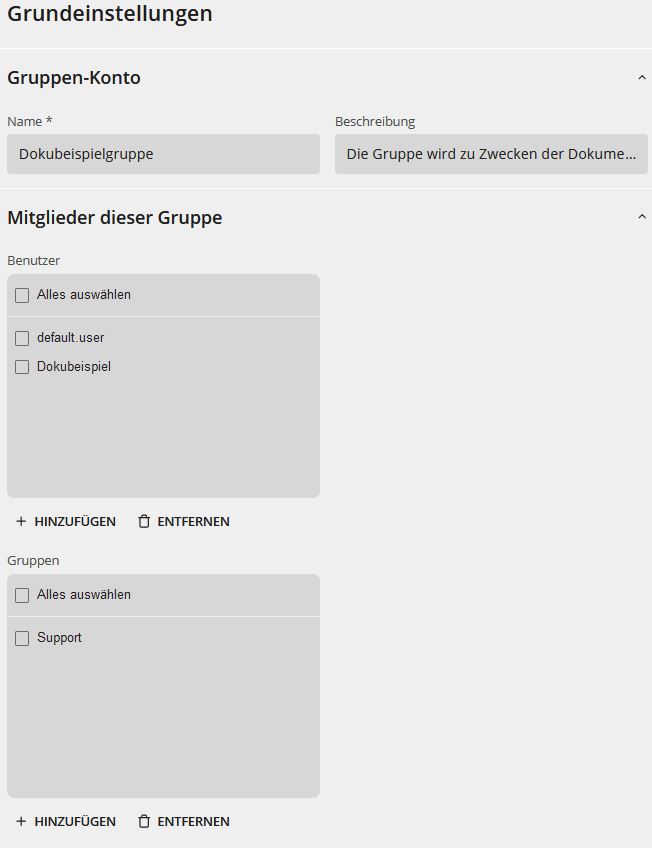 Grundeinstellungen
Gruppen-Konto
Name * Beschreibung
Dokubeispielgruppe Die Gruppe wird zu Zwecken der Dokume...
Mitglieder dieser Gruppe
Benutzer
Alles auswählen
default.user
Dokubeispiel
+ HINZUFÜGEN ENTFERNEN
Gruppen
Alles auswählen
Support
+ HINZUFÜGEN ENTFERNEN